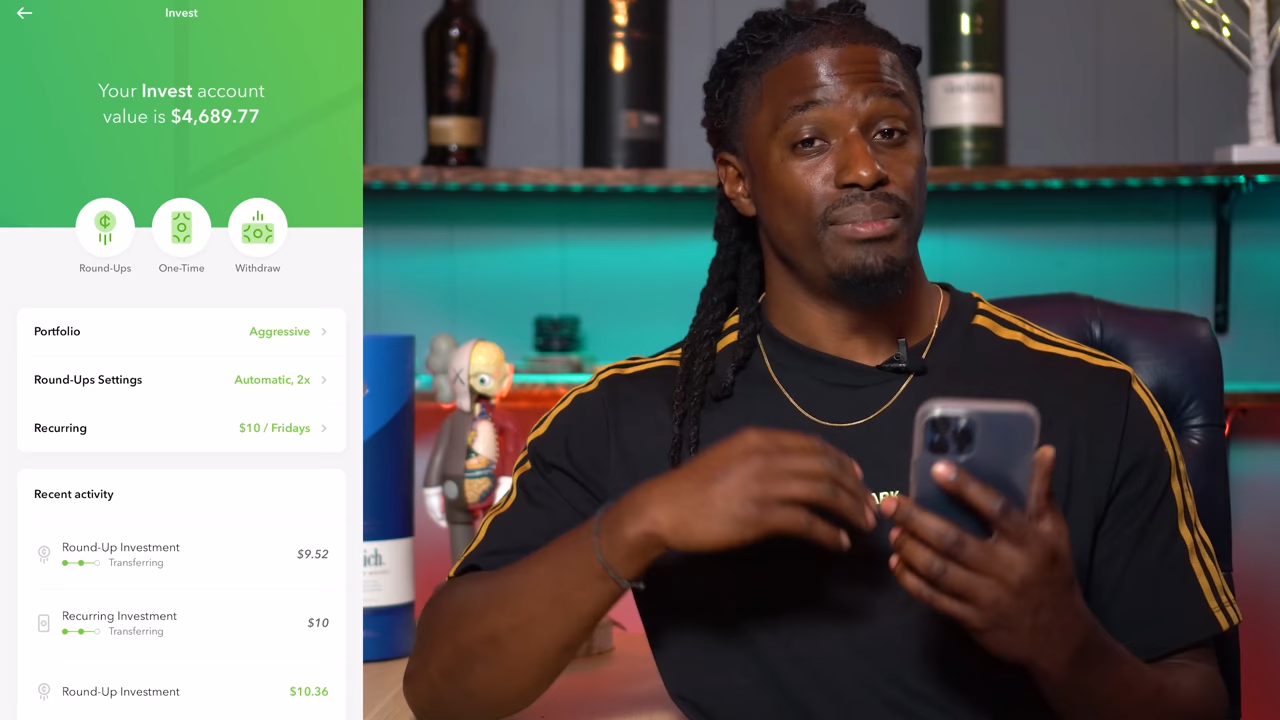 Invest
Your Invest account
value is $4,689.77
Round-Ups
One-Time
Withdraw
Portfolio
Aggressive
Round-Ups Settings
Automatic, 2x
Recurring
$10 / Fridays
Recent activity
Round-Up Investment
$9.52
Transferring
Recurring Investment
$10
Transferring
Round-Up Investment
$10.36